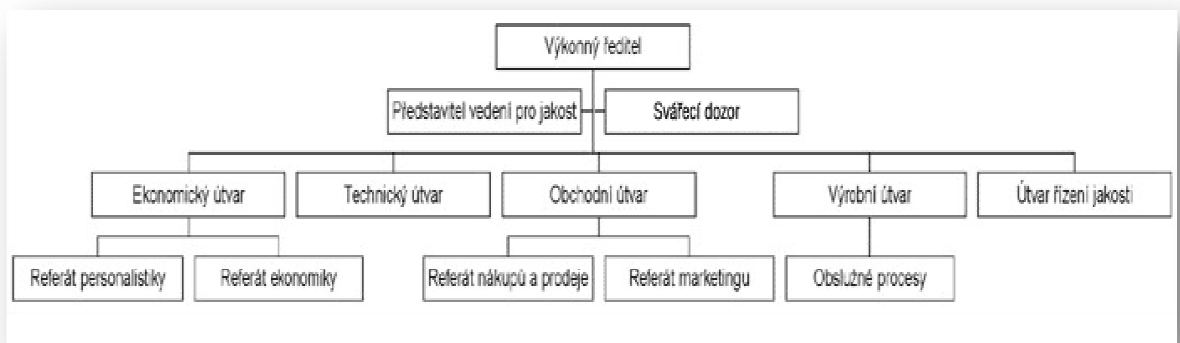 Výkonný ředitel
Představitel vedení pro jakost
Svářecí dozor
Ekonomický útvar
Technický útvar
Obchodní útvar
Výrobní útvar
Útvar řízení jakosti
Referát personalistiky
Referát ekonomiky
Referát nákupů a prodeje
Referát marketingu
Obslužné procesy